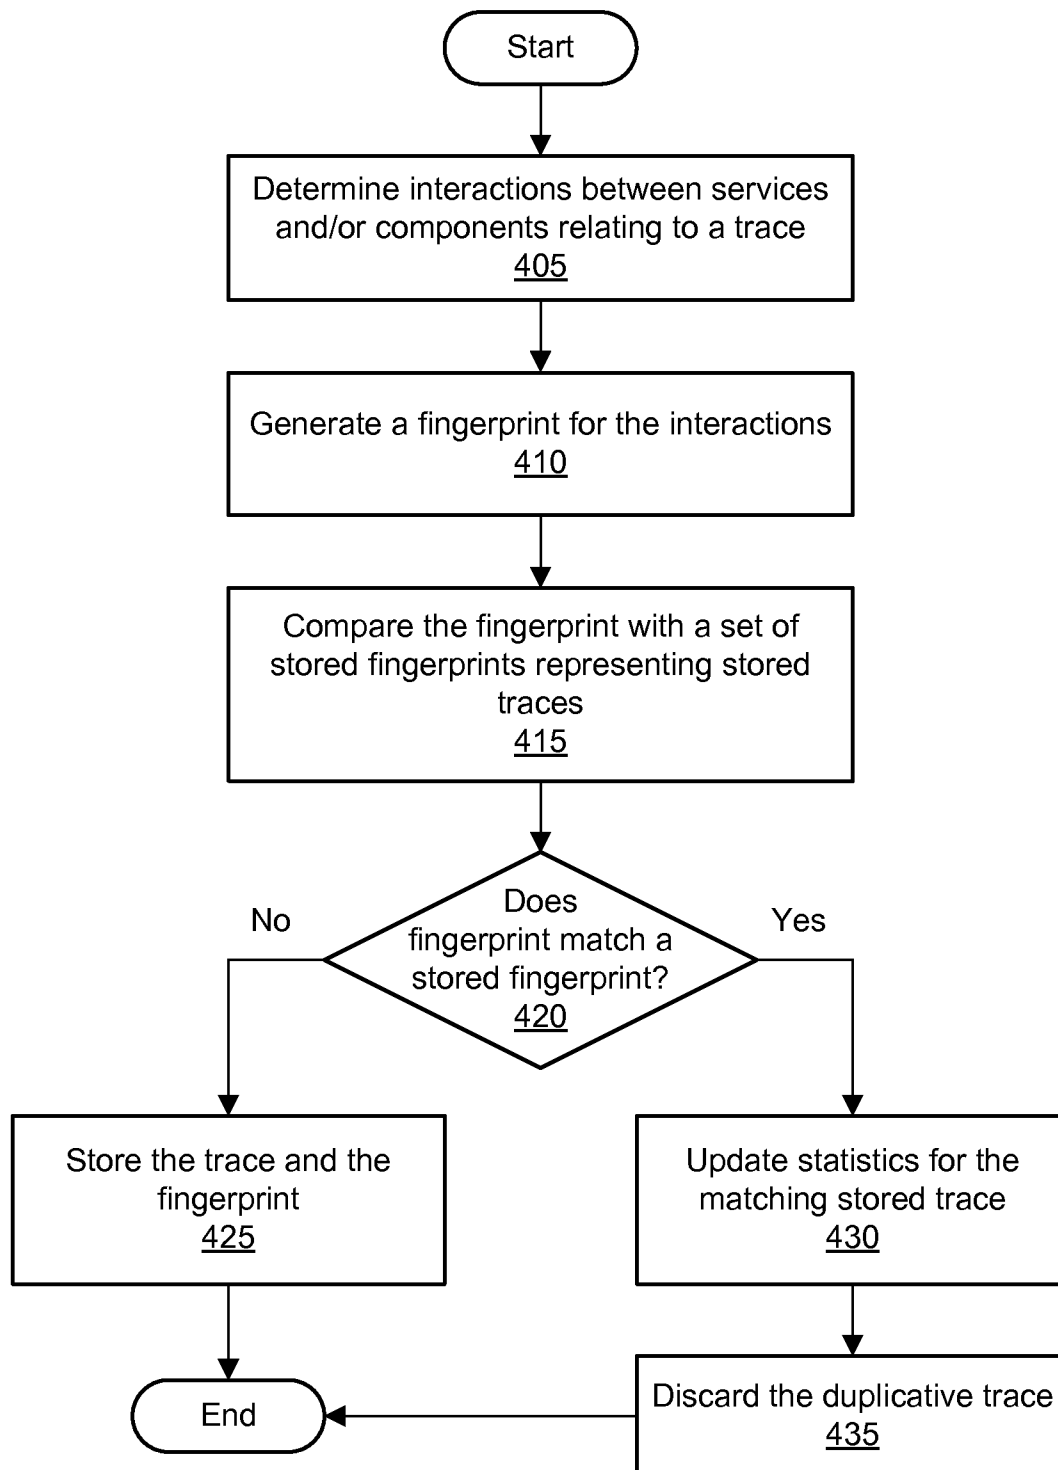 Start
Determine interactions between services
and/or components relating to a trace
405
Generate a fingerprint for the interactions
410
Compare the fingerprint with a set of
stored fingerprints representing stored
traces
415
Does
fingerprint match a
stored fingerprint?
420
No
Yes
Store the trace and the
fingerprint
425
Update statistics for the
matching stored trace
430
Discard the duplicative trace
435
End